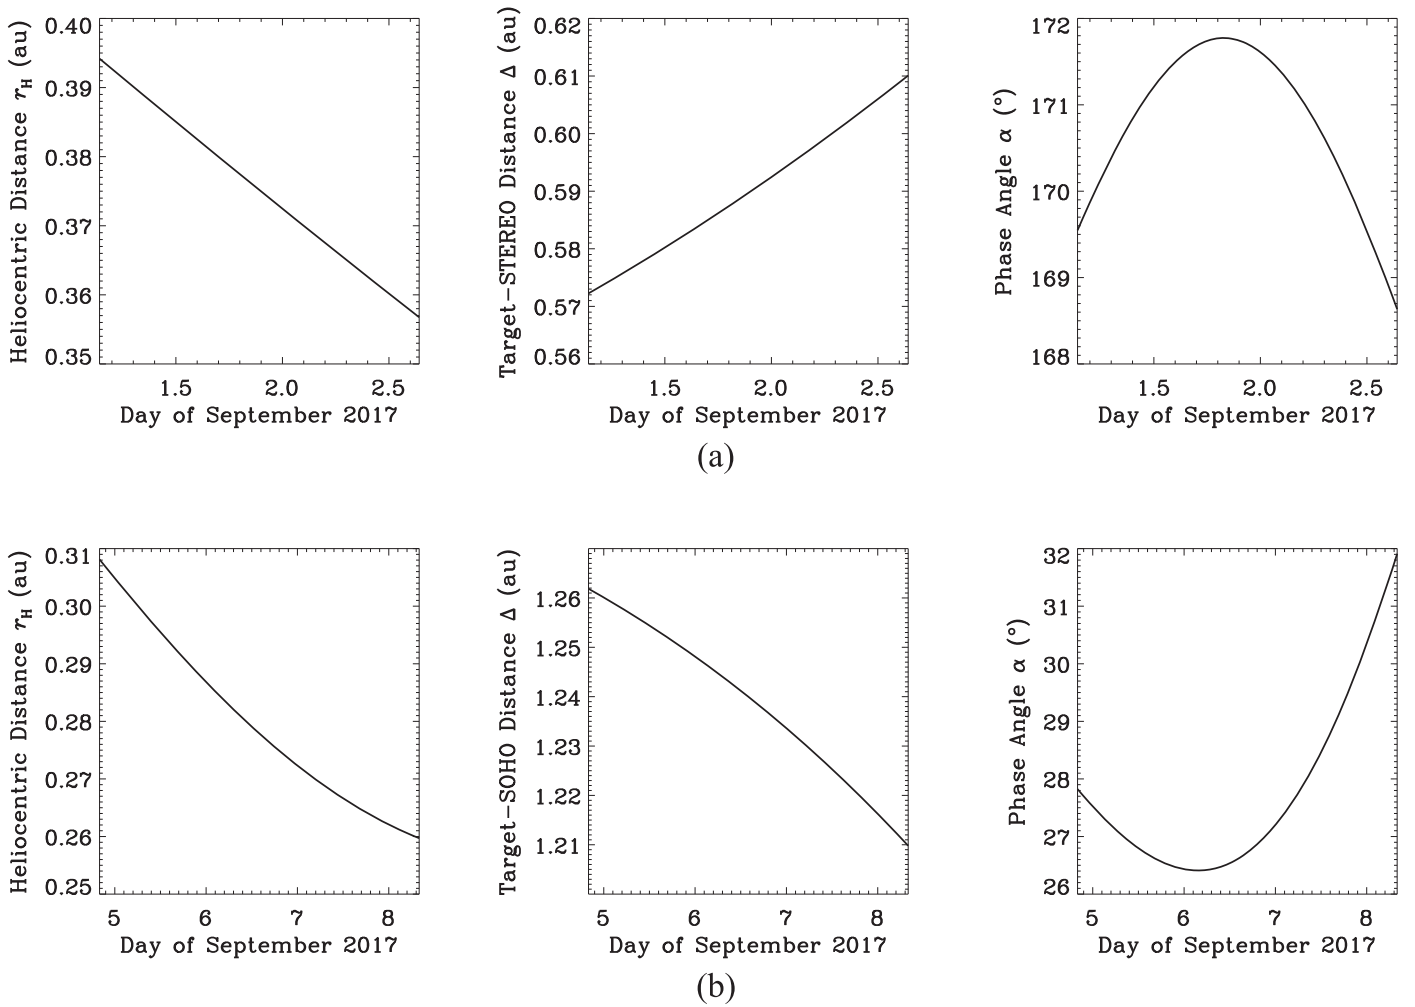 Heliocentric Distance r_H (au)
0.40
0.39
0.38
0.37
0.36
0.35
1.5 2.0 2.5
Day of September 2017
Target-STEREO Distance Δ (au)
0.62
0.61
0.60
0.59
0.58
0.57
0.56
1.5 2.0 2.5
Day of September 2017
Phase Angle α (°)
172
171
170
169
168
1.5 2.0 2.5
Day of September 2017
(a)
Heliocentric Distance r_H (au)
0.31
0.30
0.29
0.28
0.27
0.26
0.25
5 6 7 8
Day of September 2017
Target-SOHO Distance Δ (au)
1.26
1.25
1.24
1.23
1.22
1.21
5 6 7 8
Day of September 2017
Phase Angle α (°)
32
31
30
29
28
27
26
5 6 7 8
Day of September 2017
(b)